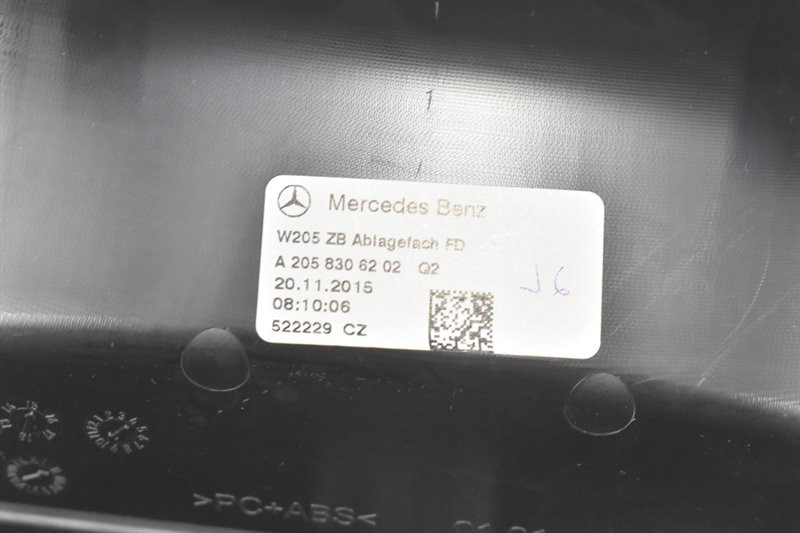 Mercedes Benz
W205 ZB Ablagefach FD
A 205 830 62 02 Q2
20.11.2015
08:10:06
522229 CZ
J6
>PC+ABS<